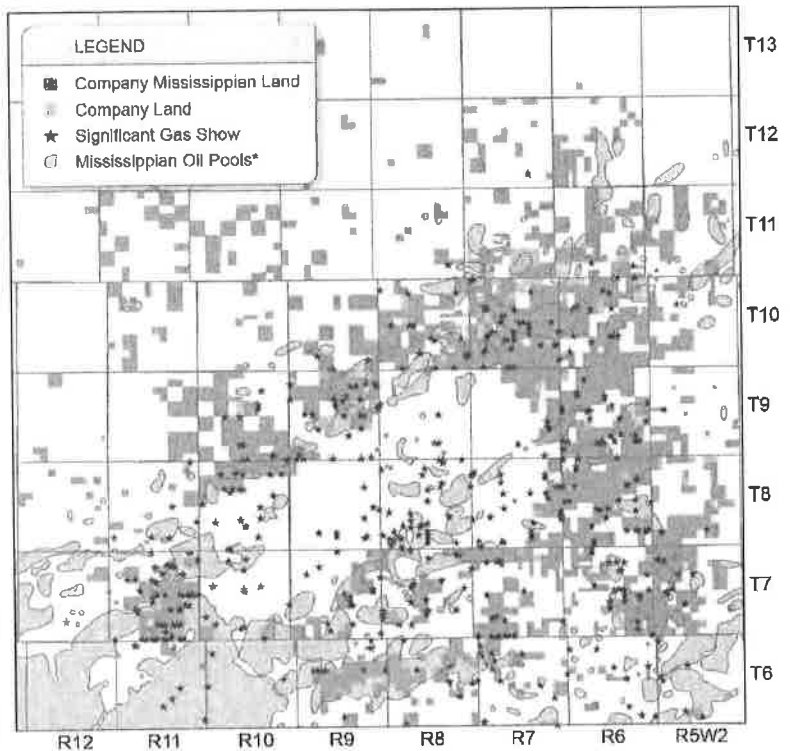 LEGEND
Company Mississippian Land
Company Land
Significant Gas Show
Mississippian Oil Pools*
T13
T12
T11
T10
T9
T8
T7
T6
R12 R11 R10 R9 R8 R7 R6 R5W2